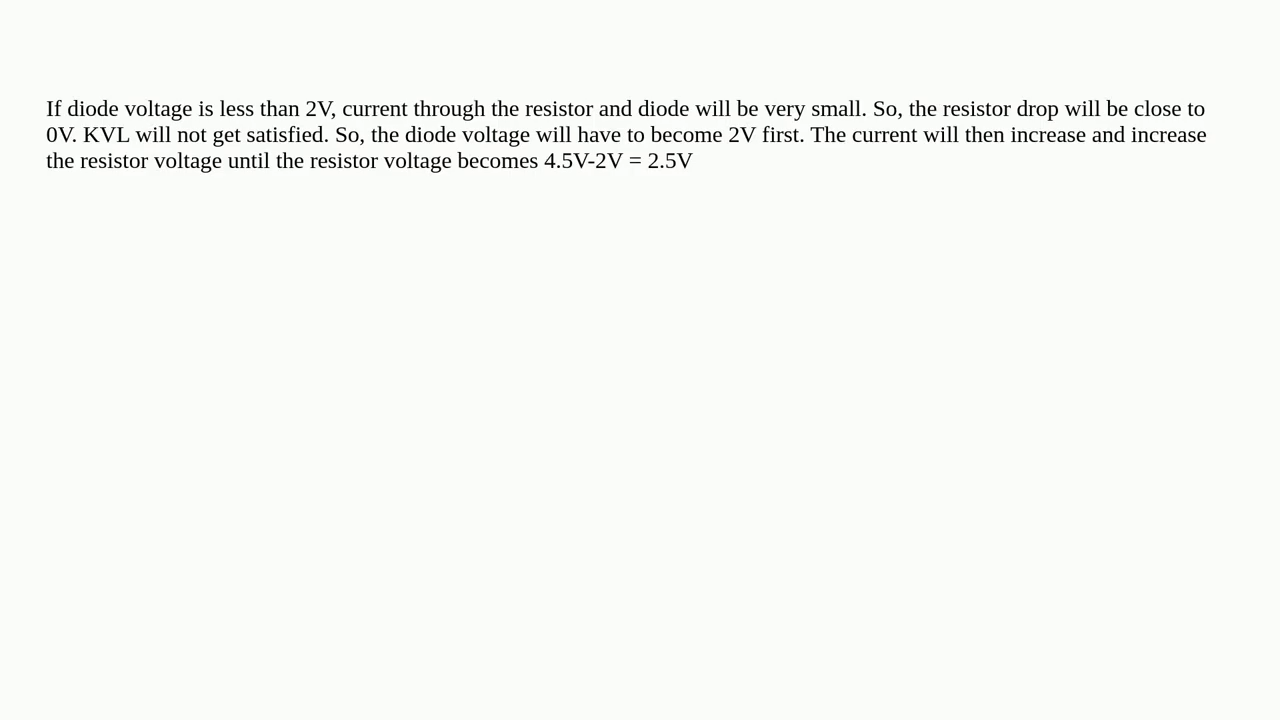 If diode voltage is less than 2V, current through the resistor and diode will be very small. So, the resistor drop will be close to
0V. KVL will not get satisfied. So, the diode voltage will have to become 2V first. The current will then increase and increase
the resistor voltage until the resistor voltage becomes 4.5V-2V = 2.5V